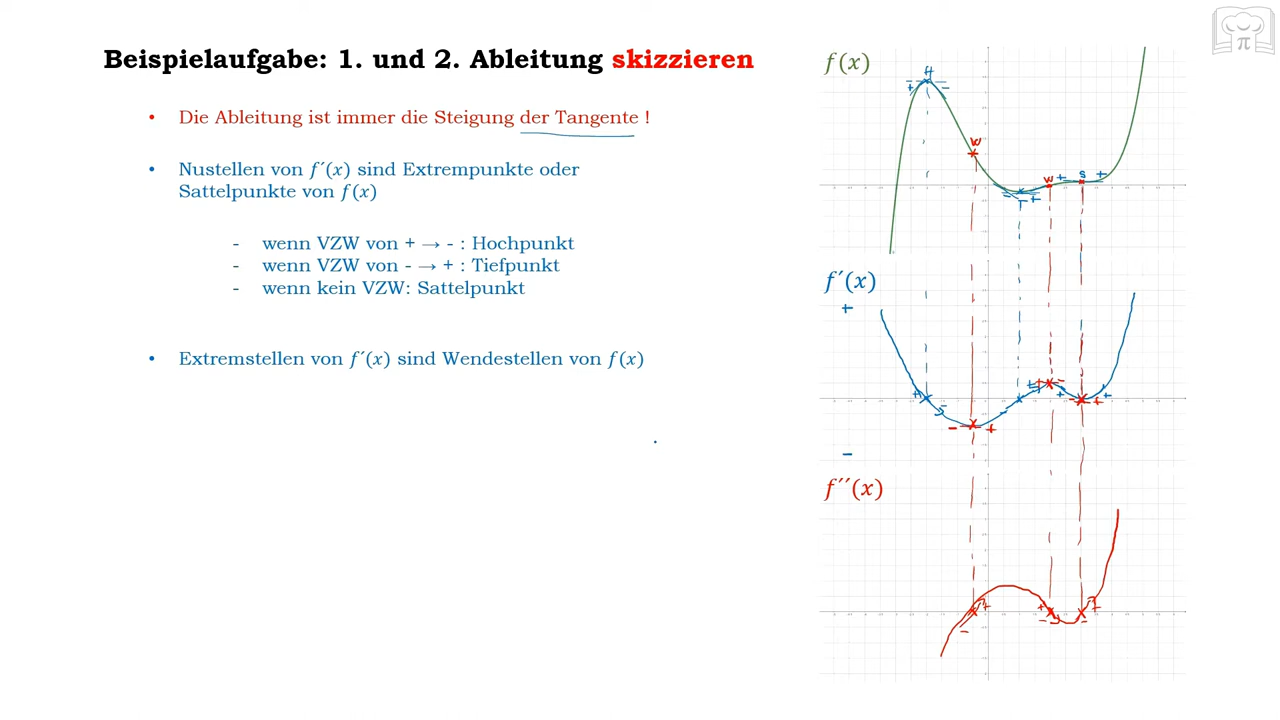 Beispielaufgabe: 1. und 2. Ableitung skizzieren
• Die Ableitung ist immer die Steigung der Tangente !
• Nustellen von f´(x) sind Extrempunkte oder
Sattelpunkte von f(x)
- wenn VZW von + → - : Hochpunkt
- wenn VZW von - → + : Tiefpunkt
- wenn kein VZW: Sattelpunkt
• Extremstellen von f´(x) sind Wendestellen von f(x)
f(x)
H
+ -
W
W + S +
- T +
f´(x)
+
+ - - + + + - + - + +
-
f´´(x)
- + + - - +
π